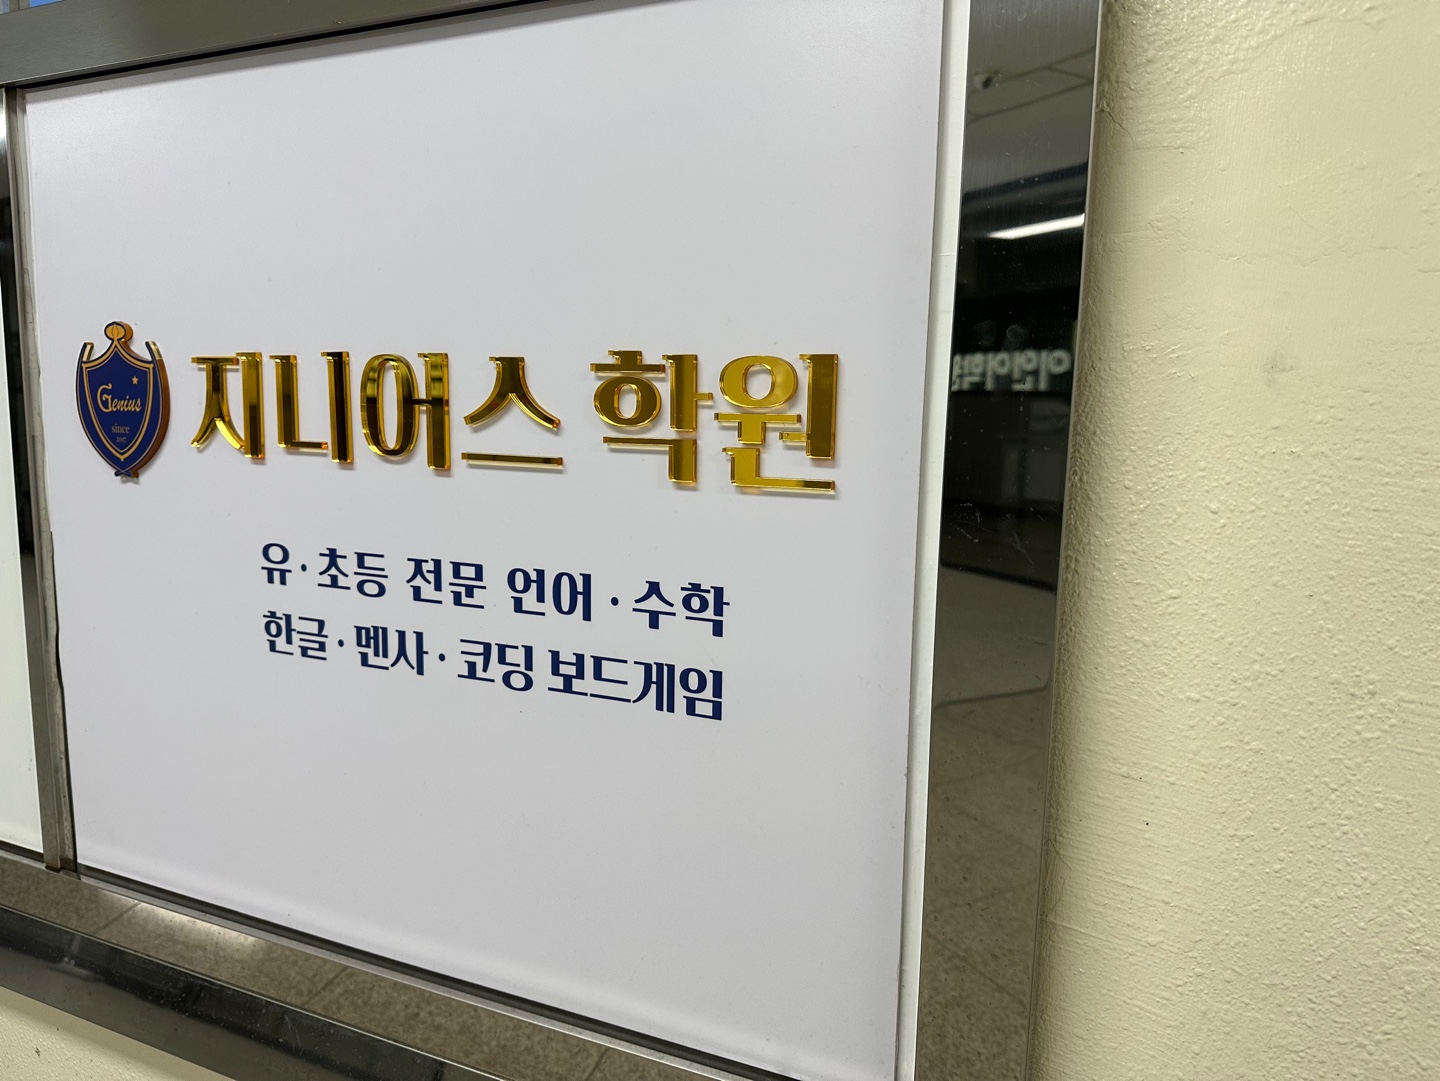 Genius
since
2017
지니어스 학원
유·초등 전문 언어·수학
한글·멘사·코딩 보드게임